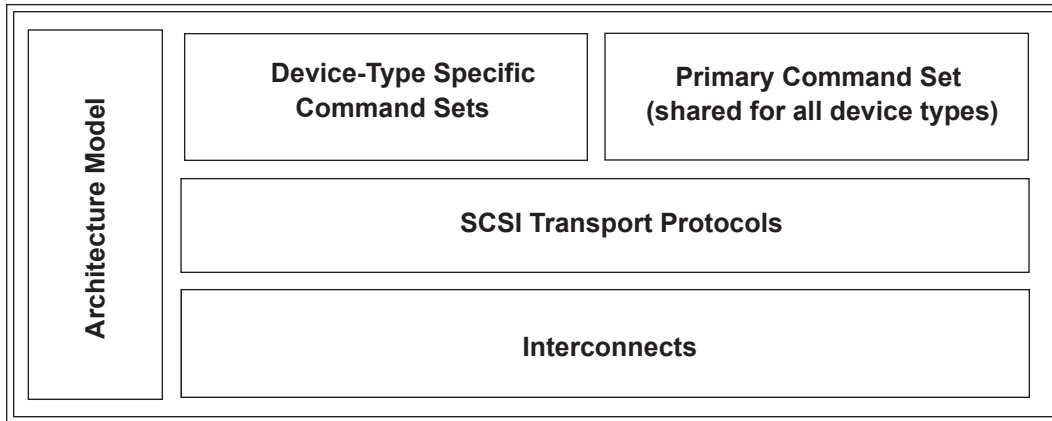 Architecture Model
Device-Type Specific
Command Sets
Primary Command Set
(shared for all device types)
SCSI Transport Protocols
Interconnects